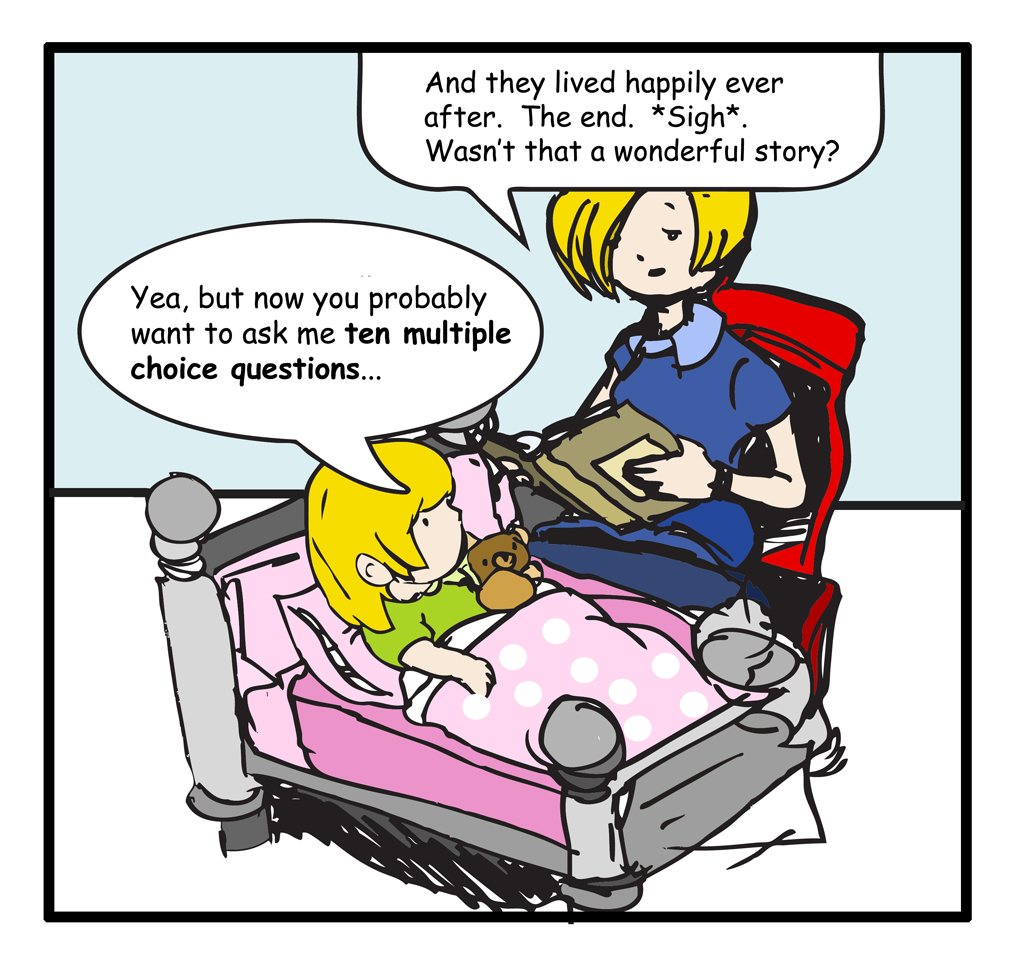 And they lived happily ever
after.  The end.  *Sigh*.
Wasn't that a wonderful story?
Yea, but now you probably
want to ask me ten multiple
choice questions...